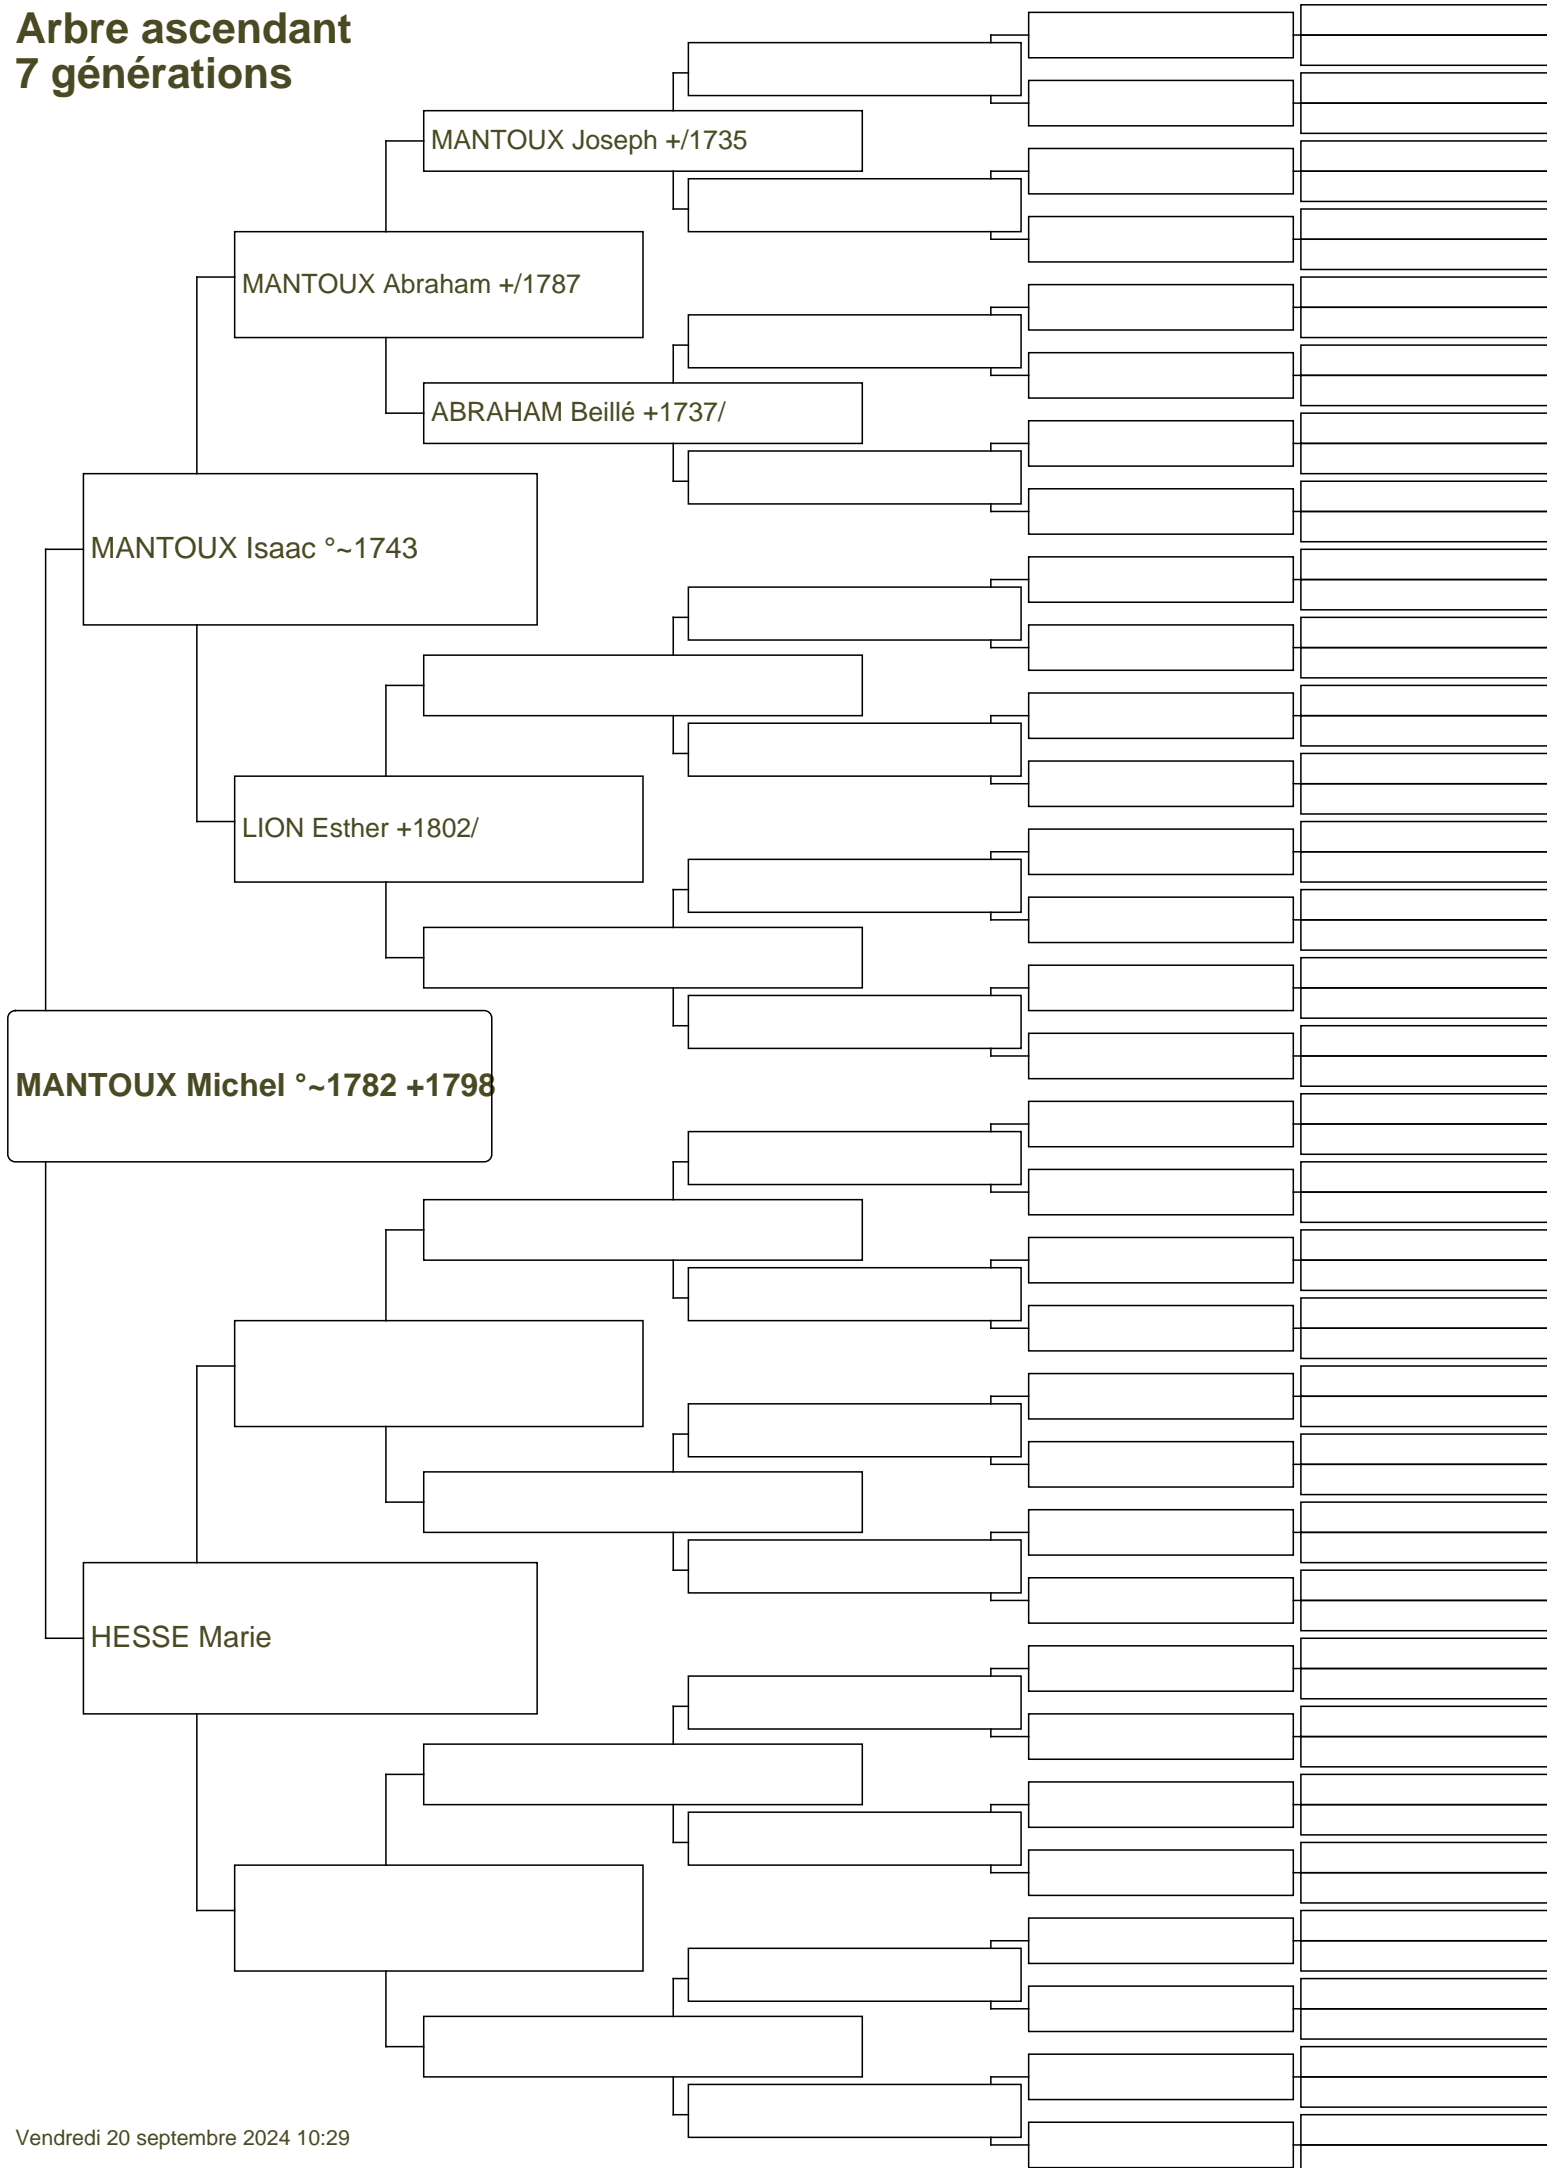 Arbre ascendant
7 générations
MANTOUX Joseph +/1735
MANTOUX Abraham +/1787
ABRAHAM Beillé +1737/
MANTOUX Isaac °~1743
LION Esther +1802/
MANTOUX Michel °~1782 +1798
HESSE Marie
Vendredi 20 septembre 2024 10:29